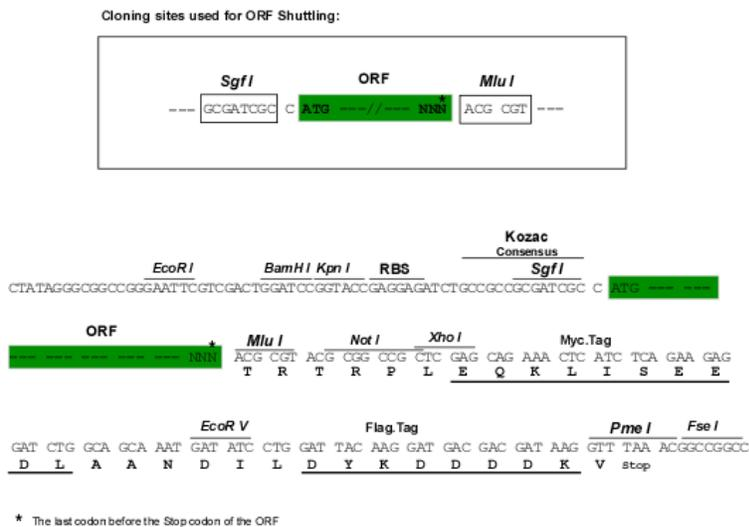 Cloning sites used for ORF Shuttling:
Sgf I ORF Mlu I
*
--- GCGATCGC C ATG ---//--- NNN ACG CGT ---
Kozac
Consensus
EcoR I BamH I Kpn I RBS Sgf I
CTATAGGGCGGCCGGGAATTCGTCGACTGGATCCGGTACCGAGGAGATCTGCCGCCGCGATCGC C ATG --- --- ---
ORF
* Mlu I Not I Xho I Myc.Tag
--- --- --- --- --- --- NNN ACG CGT ACG CGG CCG CTC GAG CAG AAA CTC ATC TCA GAA GAG
T R T R P L E Q K L I S E E
EcoR V Flag.Tag Pme I Fse I
GAT CTG GCA GCA AAT GAT ATC CTG GAT TAC AAG GAT GAC GAC GAT AAG GTT TAA ACGGCCGGCC
D L A A N D I L D Y K D D D D K V Stop
* The last codon before the Stop codon of the ORF